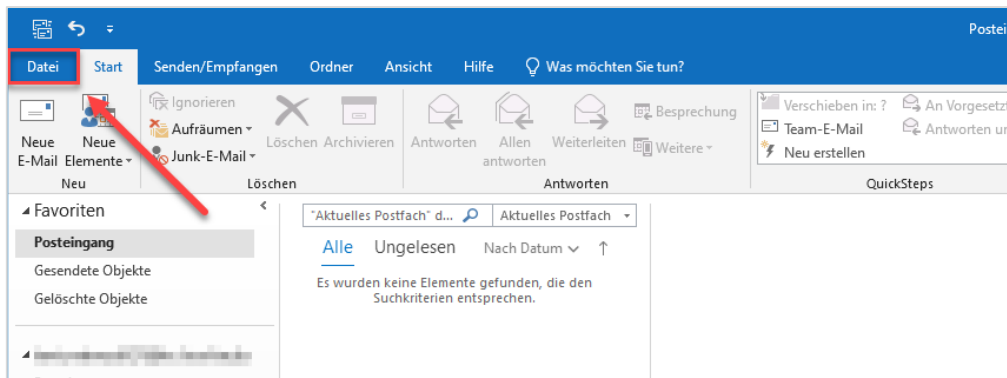 Postei
Datei Start Senden/Empfangen Ordner Ansicht Hilfe Was möchten Sie tun?
Neue E-Mail
Neue Elemente
Neu
Ignorieren
Aufräumen
Junk-E-Mail
Löschen Archivieren
Löschen
Antworten
Allen antworten
Weiterleiten
Besprechung
Weitere
Antworten
Verschieben in: ?
Team-E-Mail
Neu erstellen
An Vorgesetzt
Antworten un
QuickSteps
Favoriten
Posteingang
Gesendete Objekte
Gelöschte Objekte
"Aktuelles Postfach" d... Aktuelles Postfach
Alle Ungelesen Nach Datum
Es wurden keine Elemente gefunden, die den
Suchkriterien entsprechen.